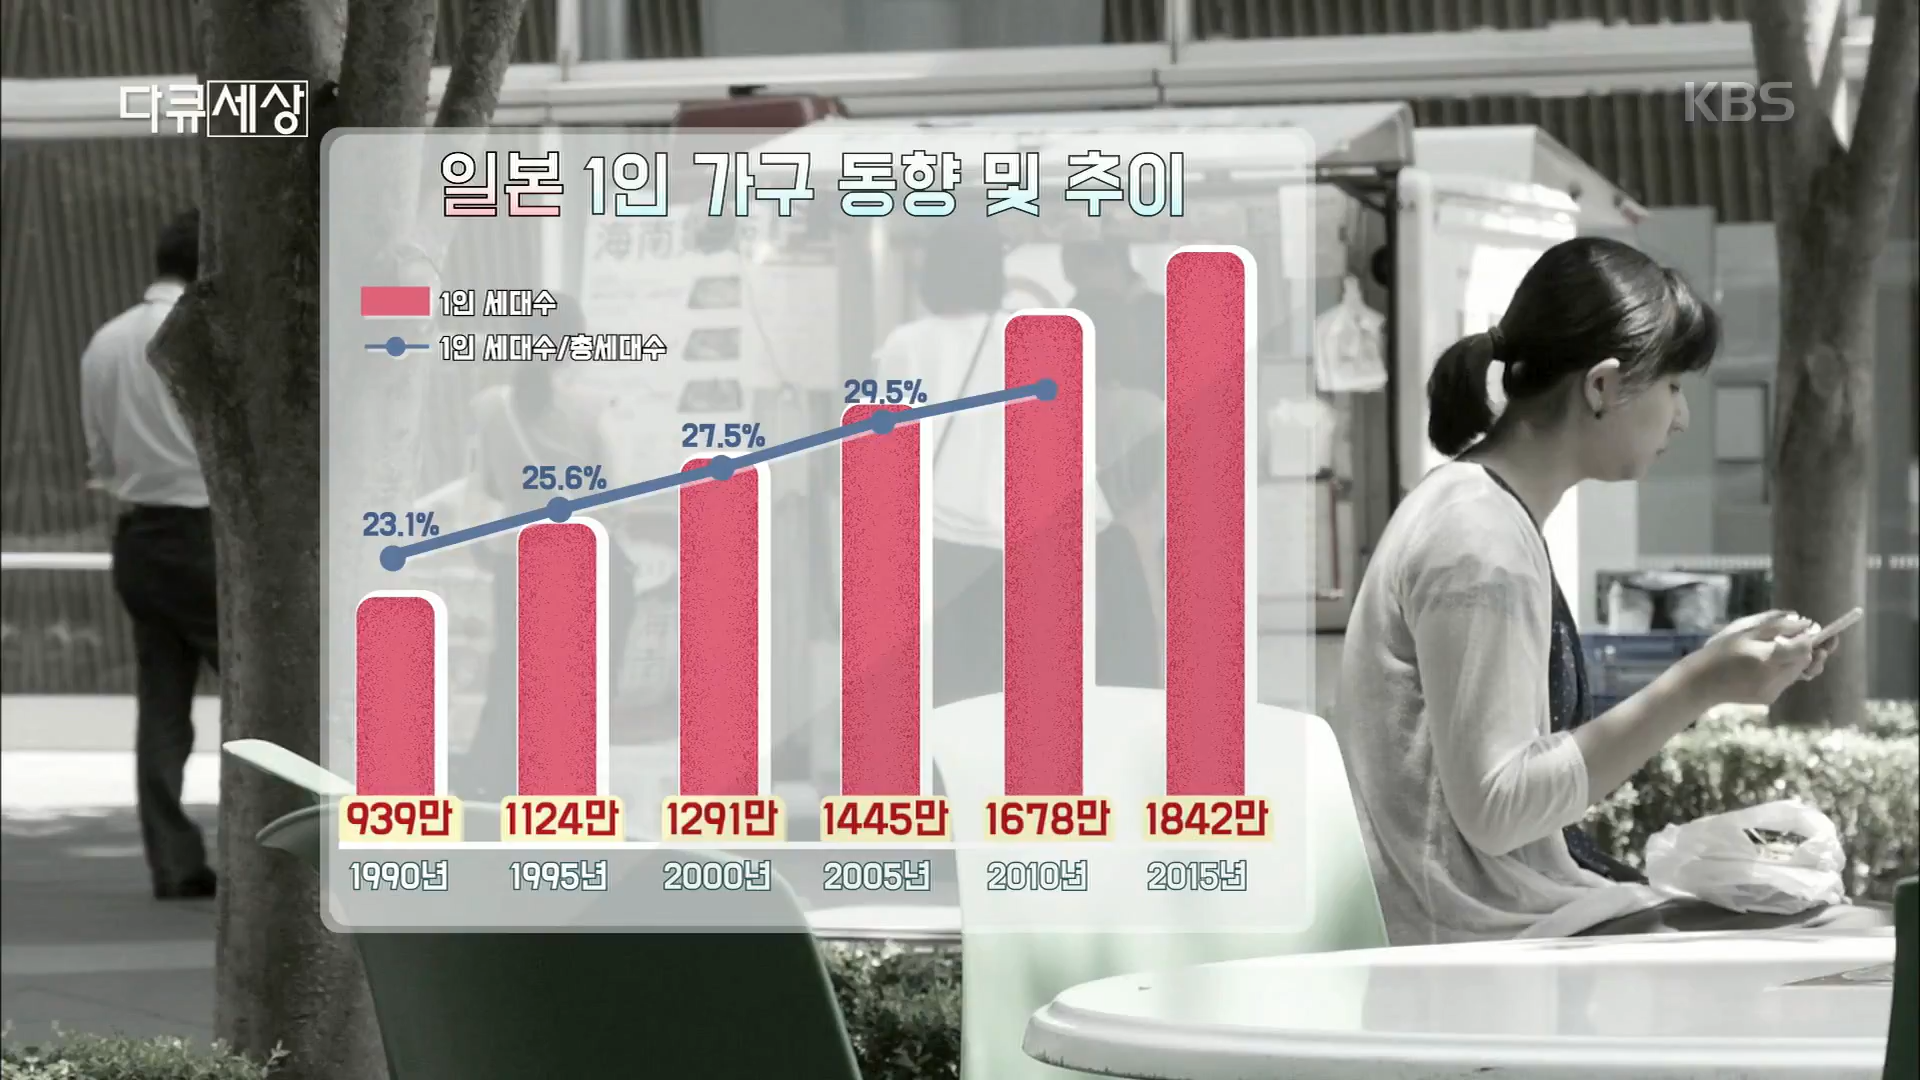 다큐세상
KBS
일본 1인 가구 동향 및 추이
1인 세대수
1인 세대수/총세대수
23.1%
25.6%
27.5%
29.5%
939만
1124만
1291만
1445만
1678만
1842만
1990년
1995년
2000년
2005년
2010년
2015년
海南